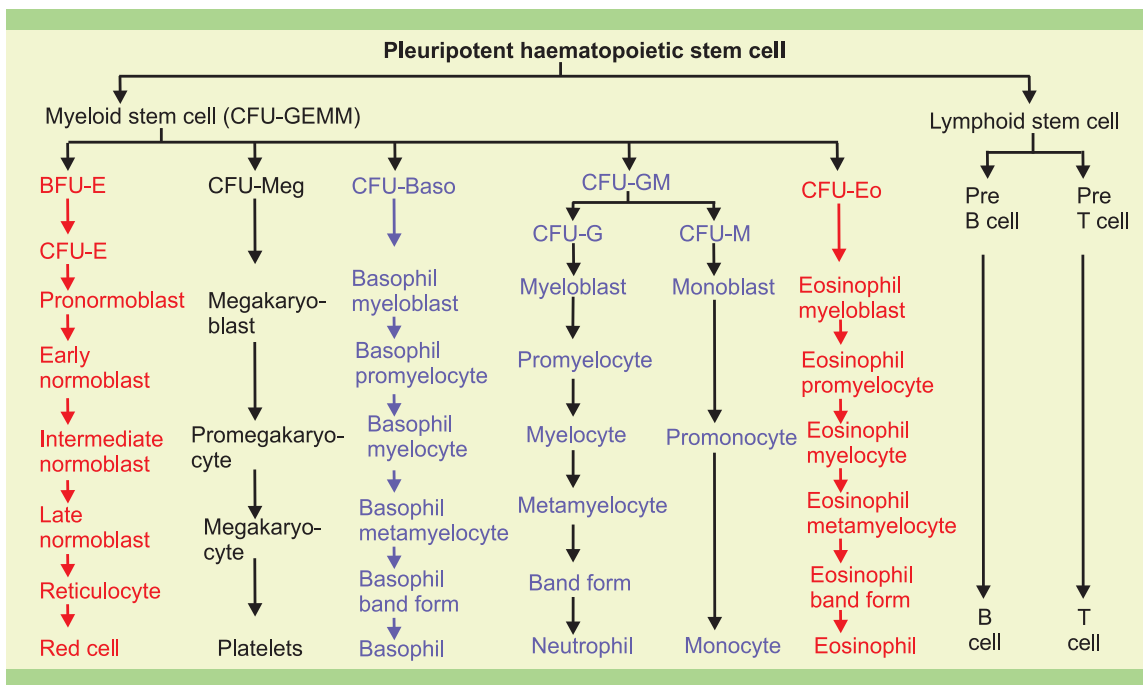 Pleuripotent haematopoietic stem cell
Myeloid stem cell (CFU-GEMM)
Lymphoid stem cell
BFU-E
CFU-E
Pronormoblast
Early
normoblast
Intermediate
normoblast
Late
normoblast
Reticulocyte
Red cell
CFU-Meg
Megakaryo-
blast
Promegakaryo-
cyte
Megakaryo-
cyte
Platelets
CFU-Baso
Basophil
myeloblast
Basophil
promyelocyte
Basophil
myelocyte
Basophil
metamyelocyte
Basophil
band form
Basophil
CFU-GM
CFU-G
Myeloblast
Promyelocyte
Myelocyte
Metamyelocyte
Band form
Neutrophil
CFU-M
Monoblast
Promonocyte
Monocyte
CFU-Eo
Eosinophil
myeloblast
Eosinophil
promyelocyte
Eosinophil
myelocyte
Eosinophil
metamyelocyte
Eosinophil
band form
Eosinophil
Pre
B cell
B
cell
Pre
T cell
T
cell